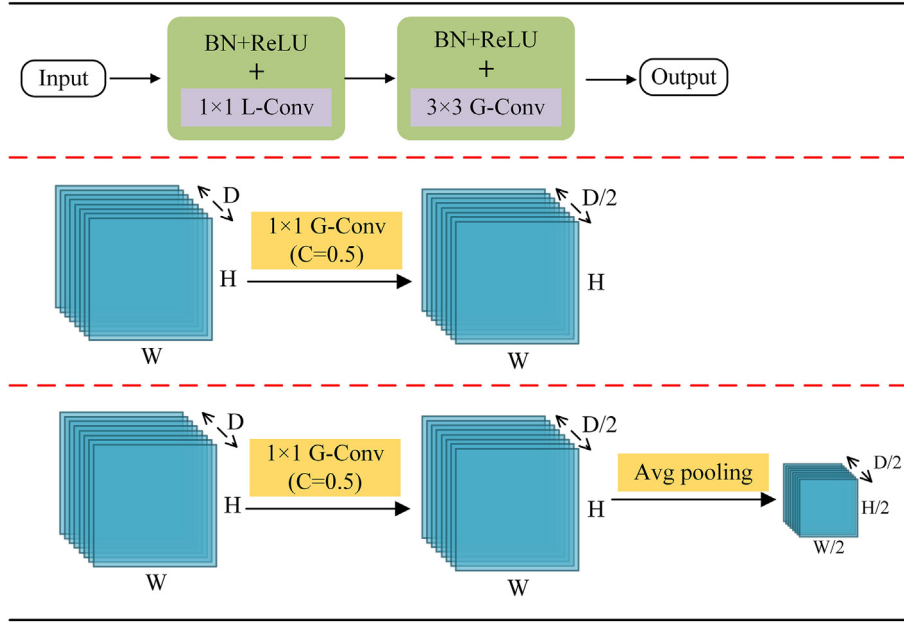 Input
BN+ReLU
+
1×1 L-Conv
BN+ReLU
+
3×3 G-Conv
Output
D
H
W
1×1 G-Conv
(C=0.5)
D/2
H
W
D
H
W
1×1 G-Conv
(C=0.5)
D/2
H
W
Avg pooling
D/2
H/2
W/2